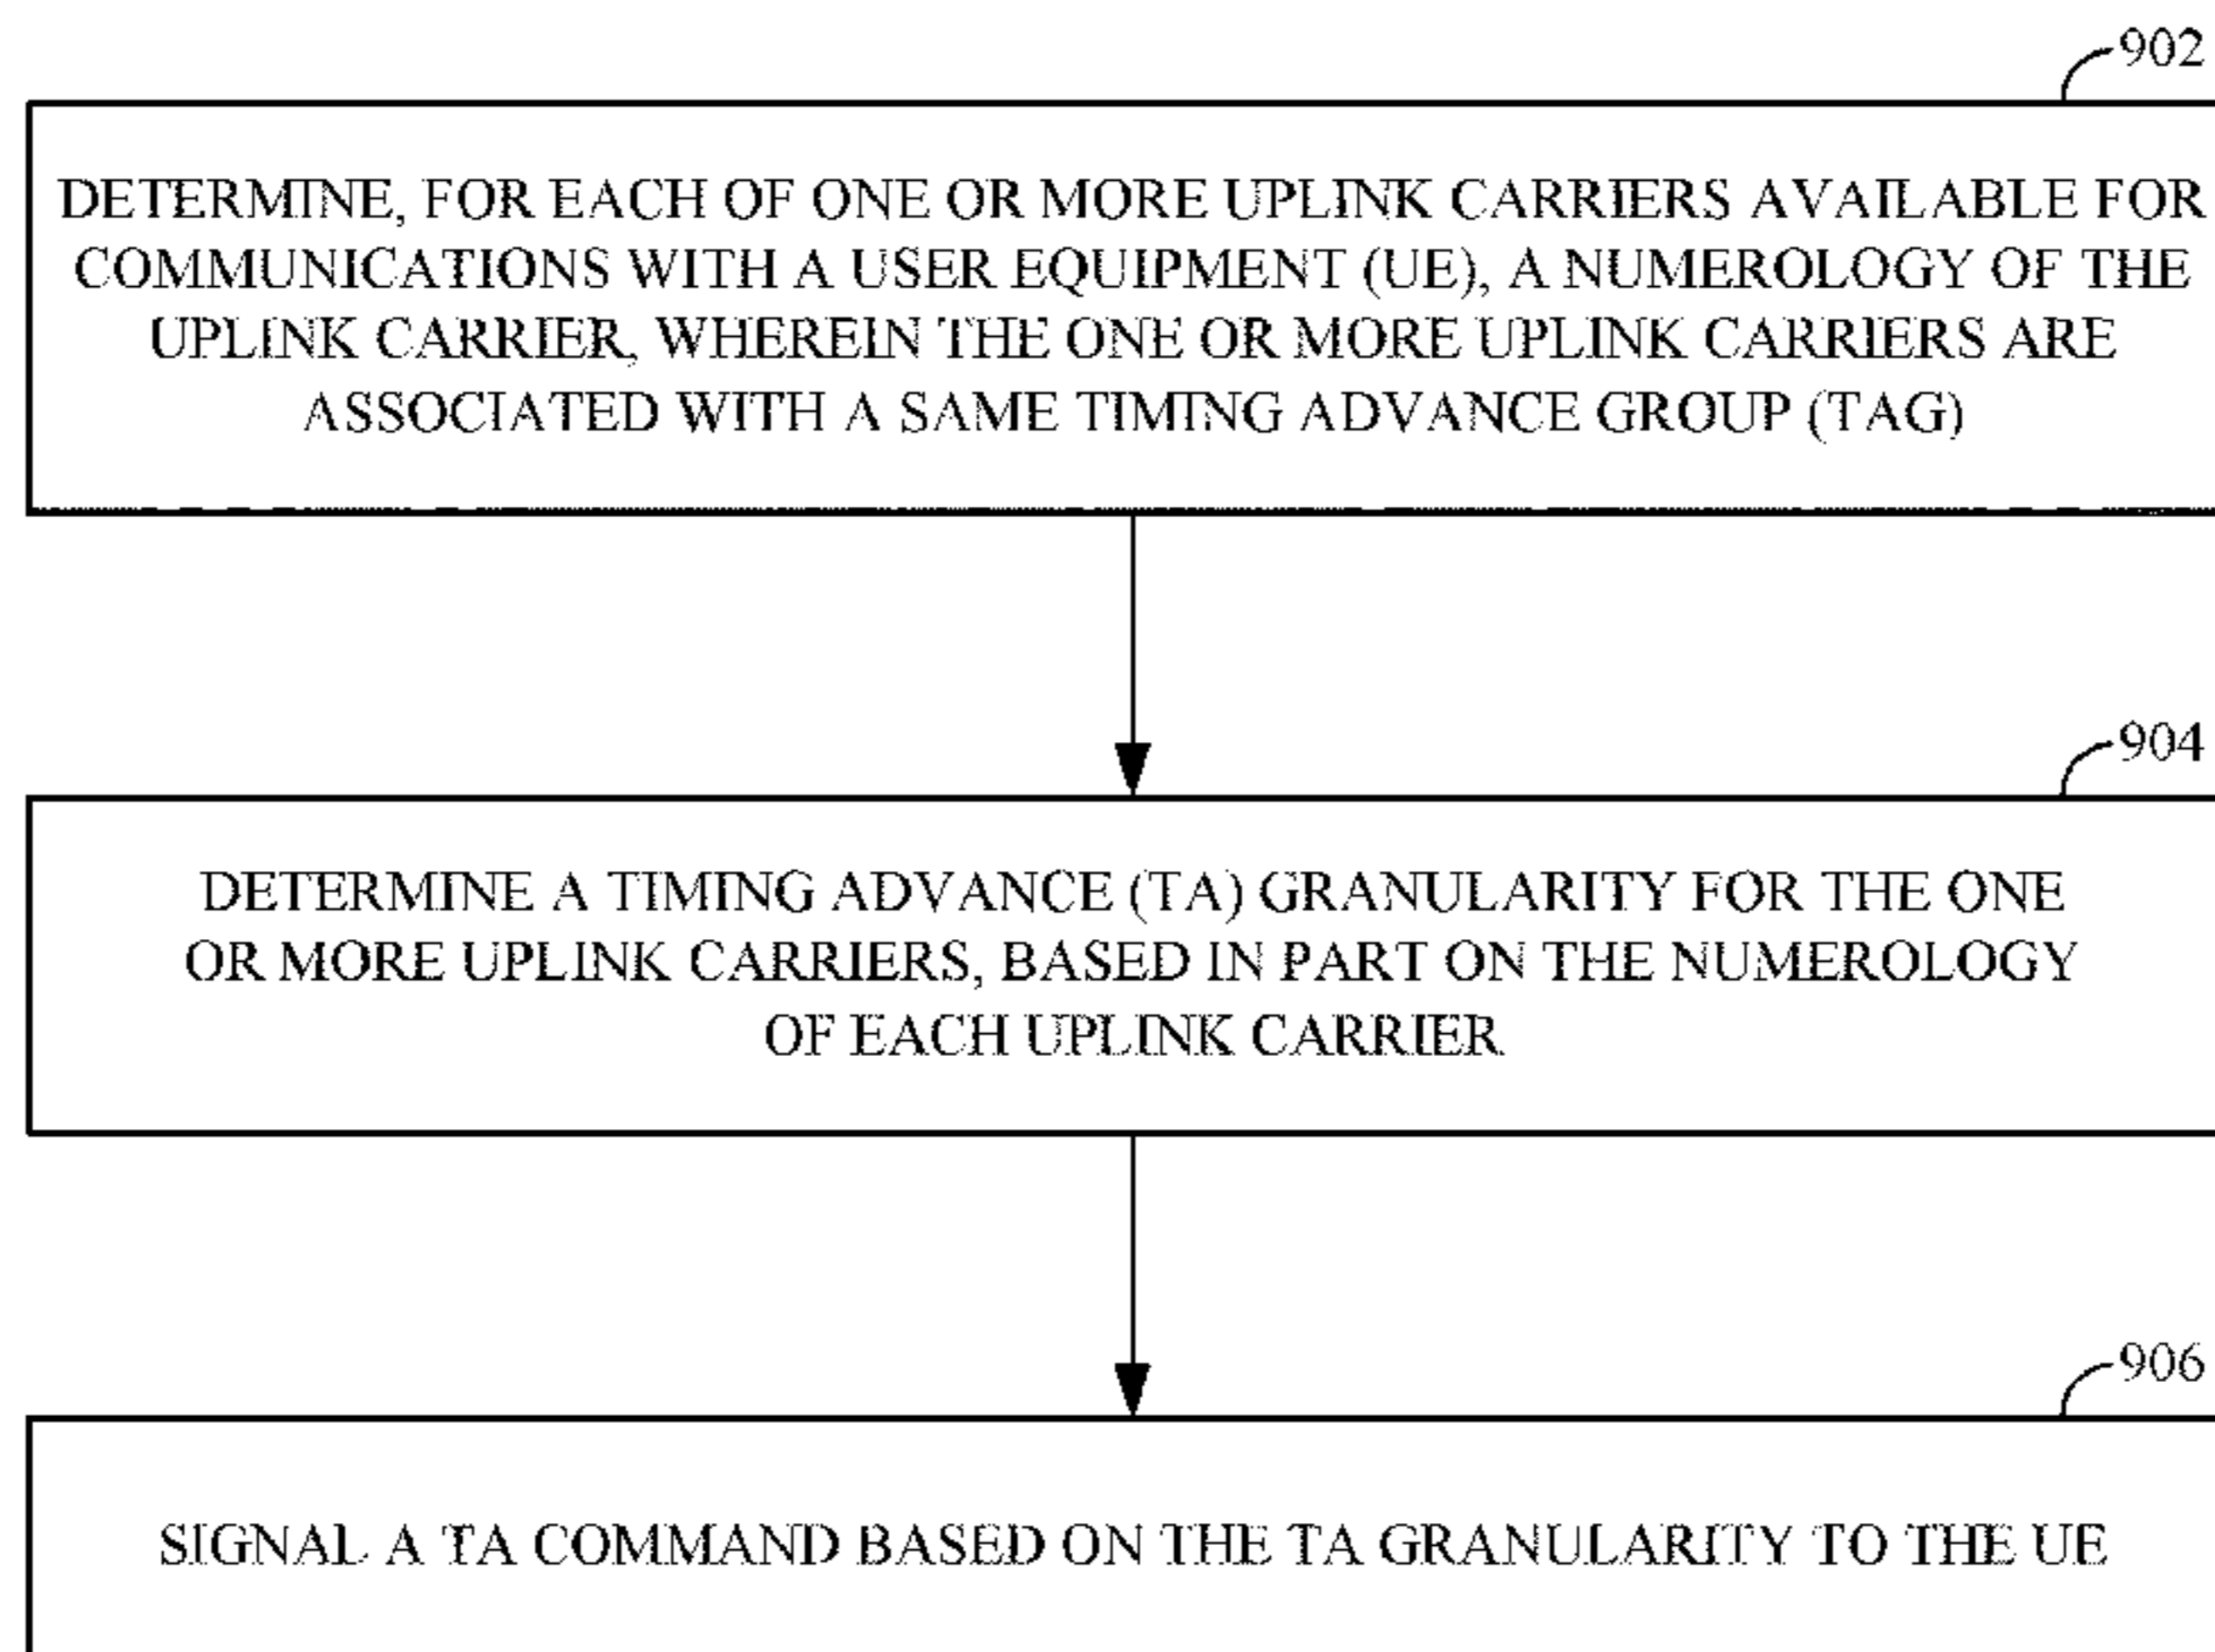 902
DETERMINE, FOR EACH OF ONE OR MORE UPLINK CARRIERS AVAILABLE FOR
COMMUNICATIONS WITH A USER EQUIPMENT (UE), A NUMEROLOGY OF THE
UPLINK CARRIER, WHEREIN THE ONE OR MORE UPLINK CARRIERS ARE
ASSOCIATED WITH A SAME TIMING ADVANCE GROUP (TAG)
904
DETERMINE A TIMING ADVANCE (TA) GRANULARITY FOR THE ONE
OR MORE UPLINK CARRIERS, BASED IN PART ON THE NUMEROLOGY
OF EACH UPLINK CARRIER
906
SIGNAL A TA COMMAND BASED ON THE TA GRANULARITY TO THE UE